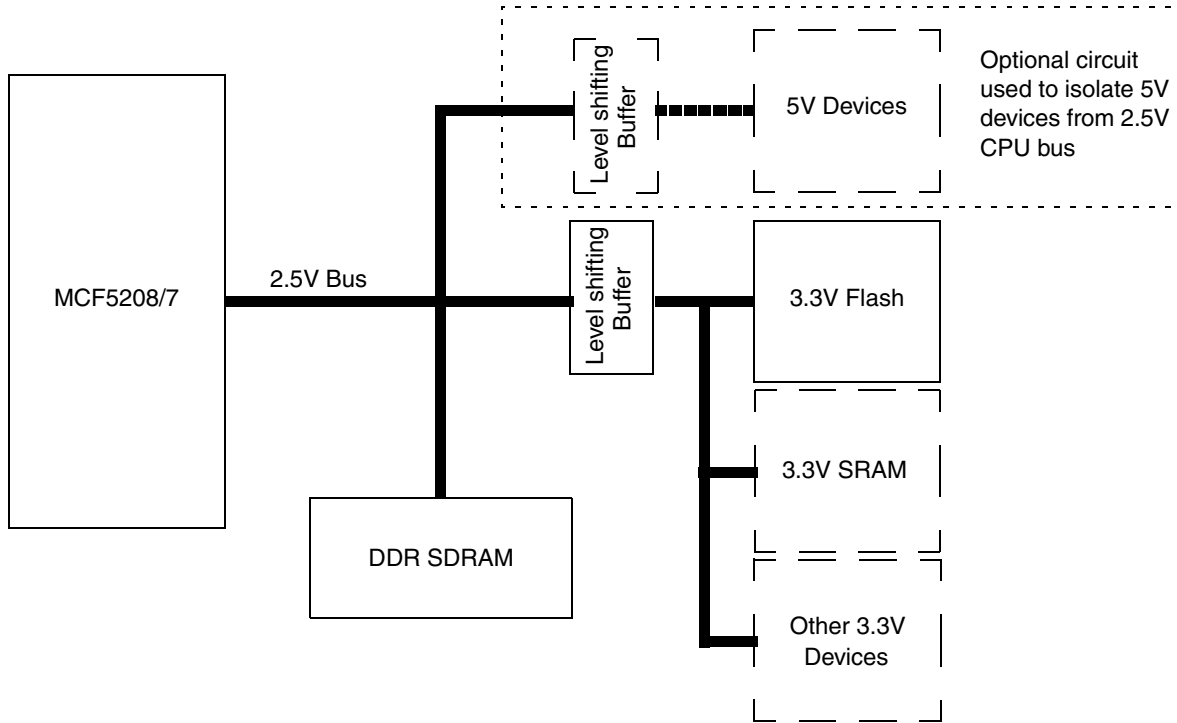 Level shifting
Buffer
5V Devices
Optional circuit
used to isolate 5V
devices from 2.5V
CPU bus
MCF5208/7
2.5V Bus
Level shifting
Buffer
3.3V Flash
3.3V SRAM
DDR SDRAM
Other 3.3V
Devices